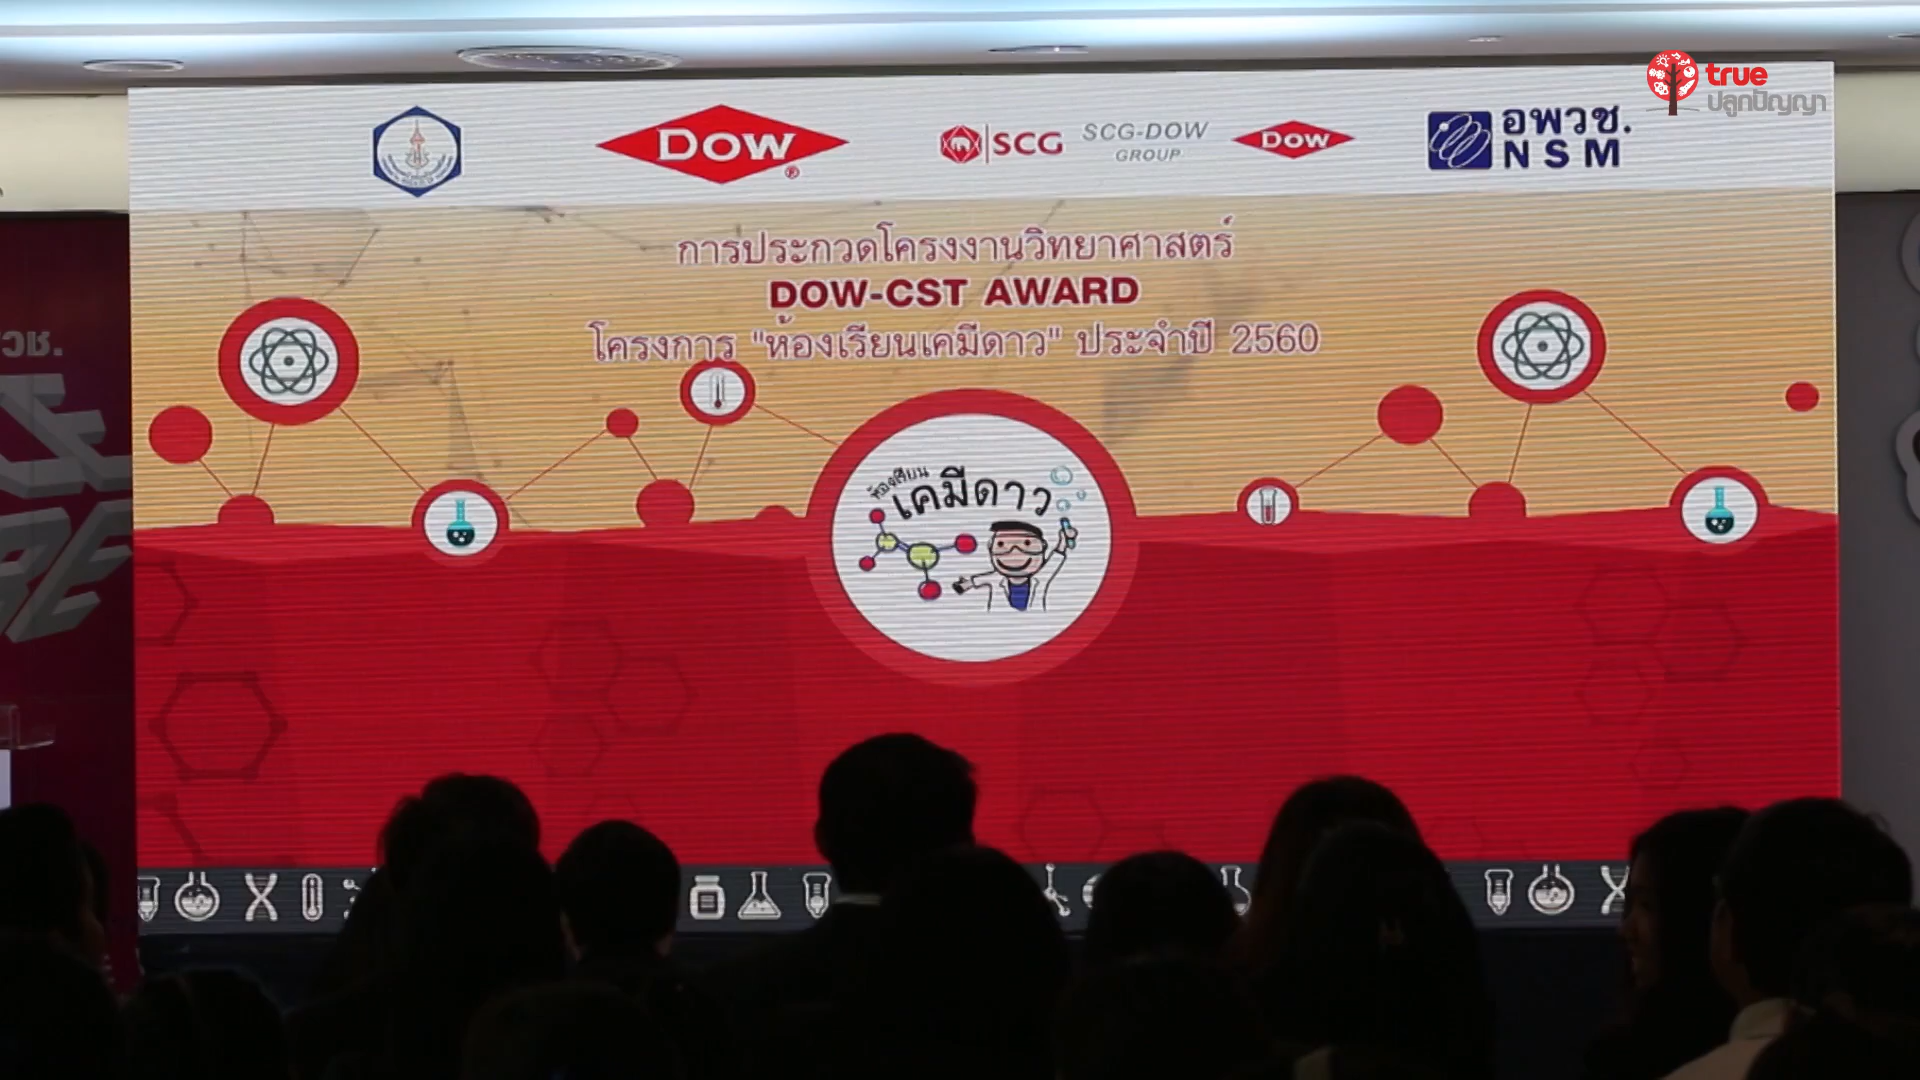 true
ปลูกปัญญา
DOW
®
SCG
SCG-DOW
GROUP
DOW
อพวช.
NSM
การประกวดโครงงานวิทยาศาสตร์
DOW-CST AWARD
โครงการ "ห้องเรียนเคมีดาว" ประจำปี 2560
ห้องเรียน
เคมีดาว